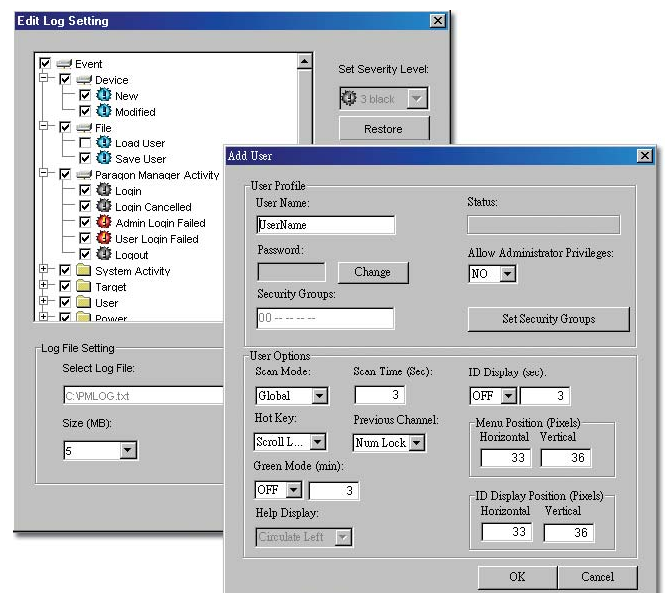 Edit Log Setting
Event
Device
New
Modified
File
Load User
Save User
Paragon Manager Activity
Login
Login Cancelled
Admin Login Failed
User Login Failed
Logout
System Activity
Target
User
Power
Set Severity Level:
3 black
Restore
Log File Setting
Select Log File:
C:\PMLOG.txt
Size (MB):
5
Add User
User Profile
User Name:
UserName
Status:
Password:
Change
Allow Administrator Privileges:
NO
Security Groups:
00 -- -- -- --
Set Security Groups
User Options
Scan Mode:
Global
Scan Time (Sec):
3
ID Display (sec):
OFF
3
Hot Key:
Scroll L...
Previous Channel:
Num Lock
Menu Position (Pixels)
Horizontal Vertical
33 36
Green Mode (min):
OFF
3
ID Display Position (Pixels)
Horizontal Vertical
33 36
Help Display:
Circulate Left
OK
Cancel